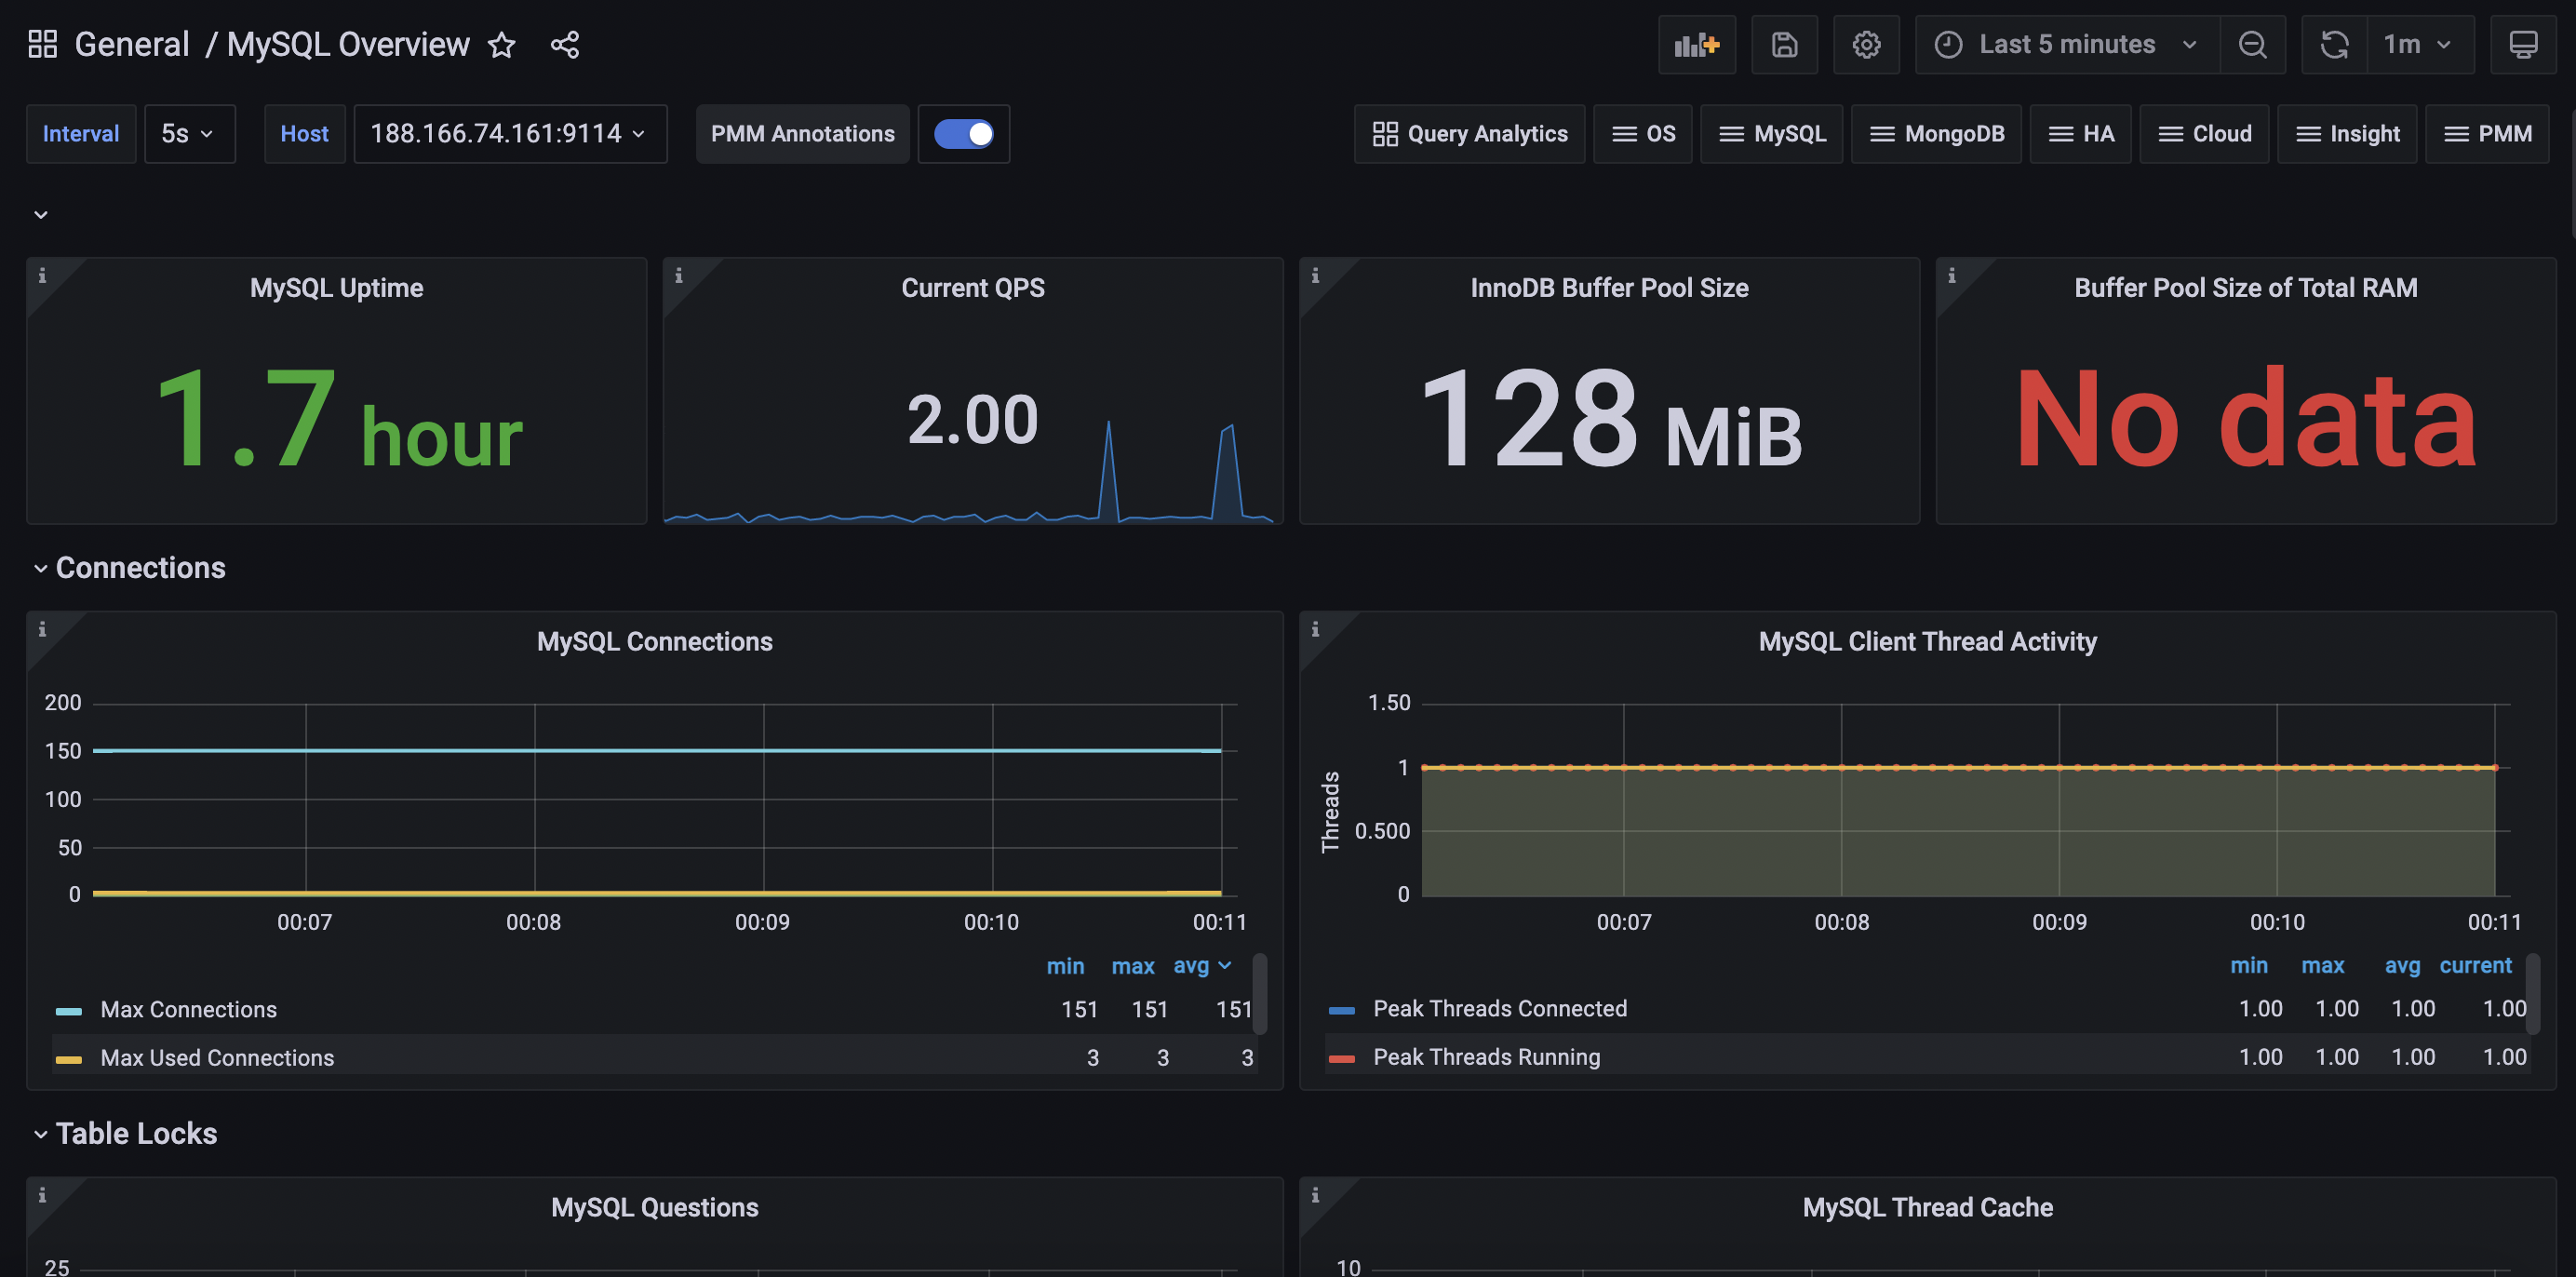 General / MySQL Overview
Last 5 minutes
1m
Interval 5s Host 188.166.74.161:9114 PMM Annotations
Query Analytics OS MySQL MongoDB HA Cloud Insight PMM
MySQL Uptime
1.7 hour
Current QPS
2.00
InnoDB Buffer Pool Size
128 MiB
Buffer Pool Size of Total RAM
No data
Connections
MySQL Connections
200
150
100
50
0
00:07 00:08 00:09 00:10 00:11
min max avg
Max Connections 151 151 151
Max Used Connections 3 3 3
MySQL Client Thread Activity
Threads
1.50
1
0.500
0
00:07 00:08 00:09 00:10 00:11
min max avg current
Peak Threads Connected 1.00 1.00 1.00 1.00
Peak Threads Running 1.00 1.00 1.00 1.00
Table Locks
MySQL Questions
25
MySQL Thread Cache
10